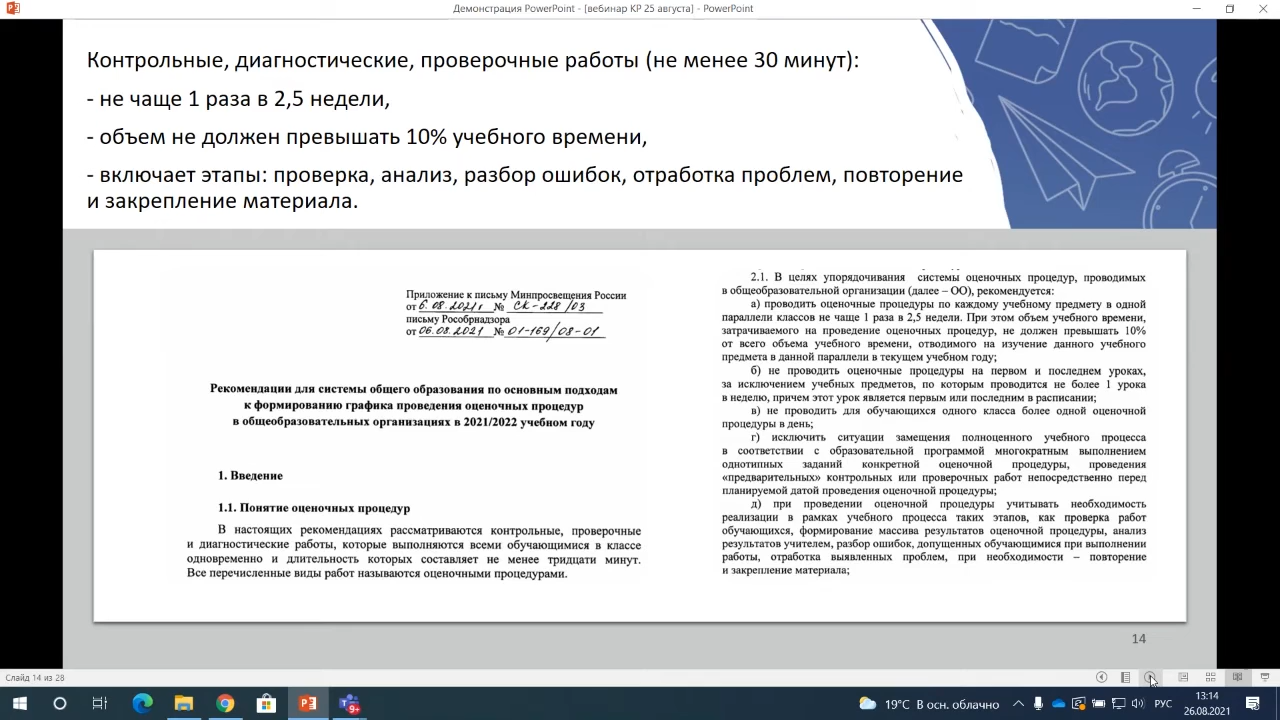 Демонстрация PowerPoint - [вебинар КР 25 августа] - PowerPoint
Контрольные, диагностические, проверочные работы (не менее 30 минут):
- не чаще 1 раза в 2,5 недели,
- объем не должен превышать 10% учебного времени,
- включает этапы: проверка, анализ, разбор ошибок, отработка проблем, повторение
и закрепление материала.
Приложение к письму Минпросвещения России
от 6.08.2021г № СК-228/03
письму Рособрнадзора
от 06.08.2021 № 01-169/08-01
Рекомендации для системы общего образования по основным подходам
к формированию графика проведения оценочных процедур
в общеобразовательных организациях в 2021/2022 учебном году
1. Введение
1.1. Понятие оценочных процедур
В настоящих рекомендациях рассматриваются контрольные, проверочные
и диагностические работы, которые выполняются всеми обучающимися в классе
одновременно и длительность которых составляет не менее тридцати минут.
Все перечисленные виды работ называются оценочными процедурами.
2.1. В целях упорядочивания системы оценочных процедур, проводимых
в общеобразовательной организации (далее – ОО), рекомендуется:
а) проводить оценочные процедуры по каждому учебному предмету в одной
параллели классов не чаще 1 раза в 2,5 недели. При этом объем учебного времени,
затрачиваемого на проведение оценочных процедур, не должен превышать 10%
от всего объема учебного времени, отводимого на изучение данного учебного
предмета в данной параллели в текущем учебном году;
б) не проводить оценочные процедуры на первом и последнем уроках,
за исключением учебных предметов, по которым проводится не более 1 урока
в неделю, причем этот урок является первым или последним в расписании;
в) не проводить для обучающихся одного класса более одной оценочной
процедуры в день;
г) исключить ситуации замещения полноценного учебного процесса
в соответствии с образовательной программой многократным выполнением
однотипных заданий конкретной оценочной процедуры, проведения
«предварительных» контрольных или проверочных работ непосредственно перед
планируемой датой проведения оценочной процедуры;
д) при проведении оценочной процедуры учитывать необходимость
реализации в рамках учебного процесса таких этапов, как проверка работ
обучающихся, формирование массива результатов оценочной процедуры, анализ
результатов учителем, разбор ошибок, допущенных обучающимися при выполнении
работы, отработка выявленных проблем, при необходимости – повторение
и закрепление материала;
14
Слайд 14 из 28
9+
19°C В осн. облачно
РУС
13:14
26.08.2021